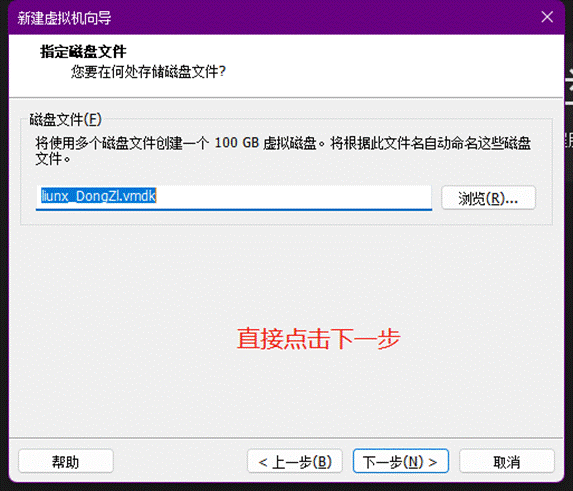 新建虚拟机向导
指定磁盘文件
您要在何处存储磁盘文件?
磁盘文件(F)
将使用多个磁盘文件创建一个 100 GB 虚拟磁盘。将根据此文件名自动命名这些磁盘
文件。
liunx_DongZl.vmdk
浏览(R)...
直接点击下一步
帮助
< 上一步(B)
下一步(N) >
取消